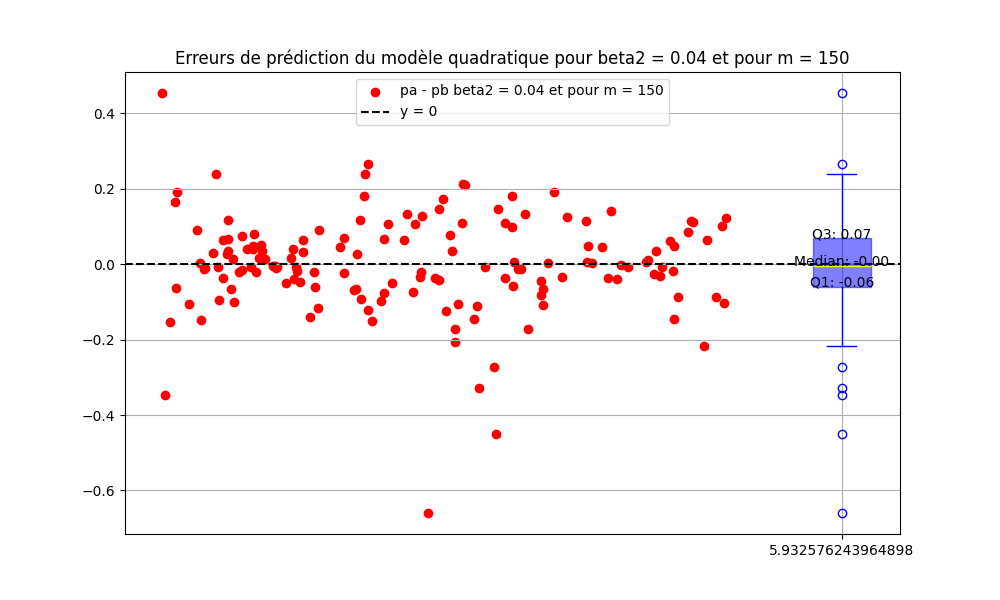 Erreurs de prédiction du modèle quadratique pour beta2 = 0.04 et pour m = 150
pa - pb beta2 = 0.04 et pour m = 150
y = 0
0.4
0.2
0.0
−0.2
−0.4
−0.6
Q3: 0.07
Median: -0.00
Q1: -0.06
5.932576243964898